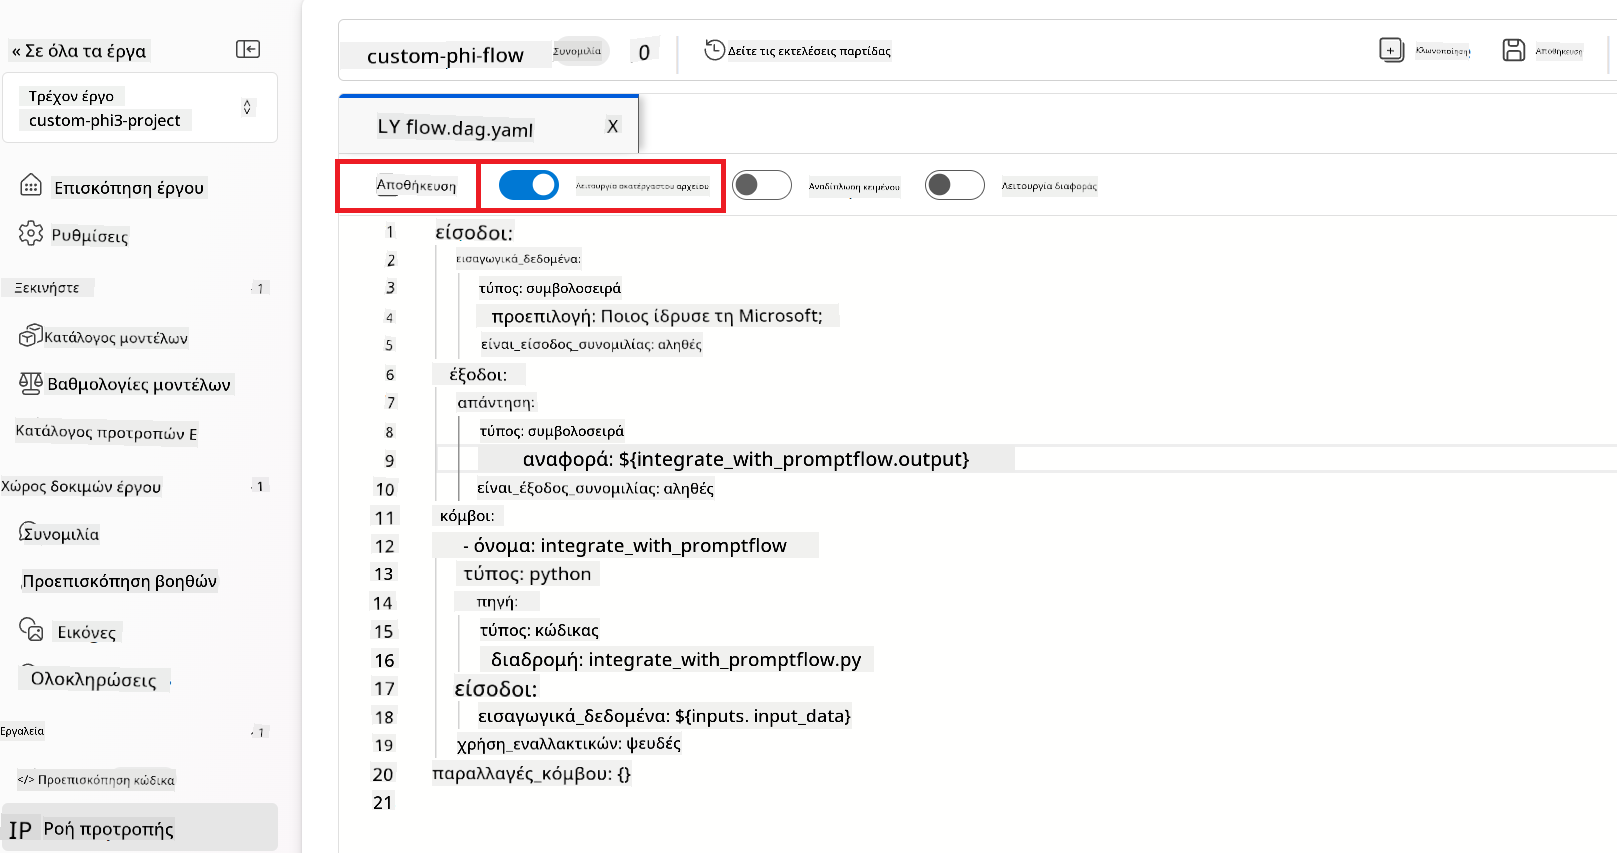 « Σε όλα τα έργα
Τρέχον έργο
custom-phi3-project
Επισκόπηση έργου
Ρυθμίσεις
Ξεκινήστε 1
Κατάλογος μοντέλων
Βαθμολογίες μοντέλων
Κατάλογος προτροπών Ε
Χώρος δοκιμών έργου 1
Συνομιλία
Προεπισκόπηση βοηθών
Εικόνες
Ολοκληρώσεις
Εργαλεία 1
</> Προεπισκόπηση κώδικα
IP Ροή προτροπής
custom-phi-flow Συνομιλία 0 Δείτε τις εκτελέσεις παρτίδας Κλωνοποίηση Αποθήκευση
LY flow.dag.yaml X
Αποθήκευση Λειτουργία ακατέργαστου αρχείου Αναδίπλωση κειμένου Λειτουργία διαφοράς
1 είσοδοι:
2 εισαγωγικά_δεδομένα:
3 τύπος: συμβολοσειρά
4 προεπιλογή: Ποιος ίδρυσε τη Microsoft;
5 είναι_είσοδος_συνομιλίας: αληθές
6 έξοδοι:
7 απάντηση:
8 τύπος: συμβολοσειρά
9 αναφορά: ${integrate_with_promptflow.output}
10 είναι_έξοδος_συνομιλίας: αληθές
11 κόμβοι:
12 - όνομα: integrate_with_promptflow
13 τύπος: python
14 πηγή:
15 τύπος: κώδικας
16 διαδρομή: integrate_with_promptflow.py
17 είσοδοι:
18 εισαγωγικά_δεδομένα: ${inputs. input_data}
19 χρήση_εναλλακτικών: ψευδές
20 παραλλαγές_κόμβου: {}
21